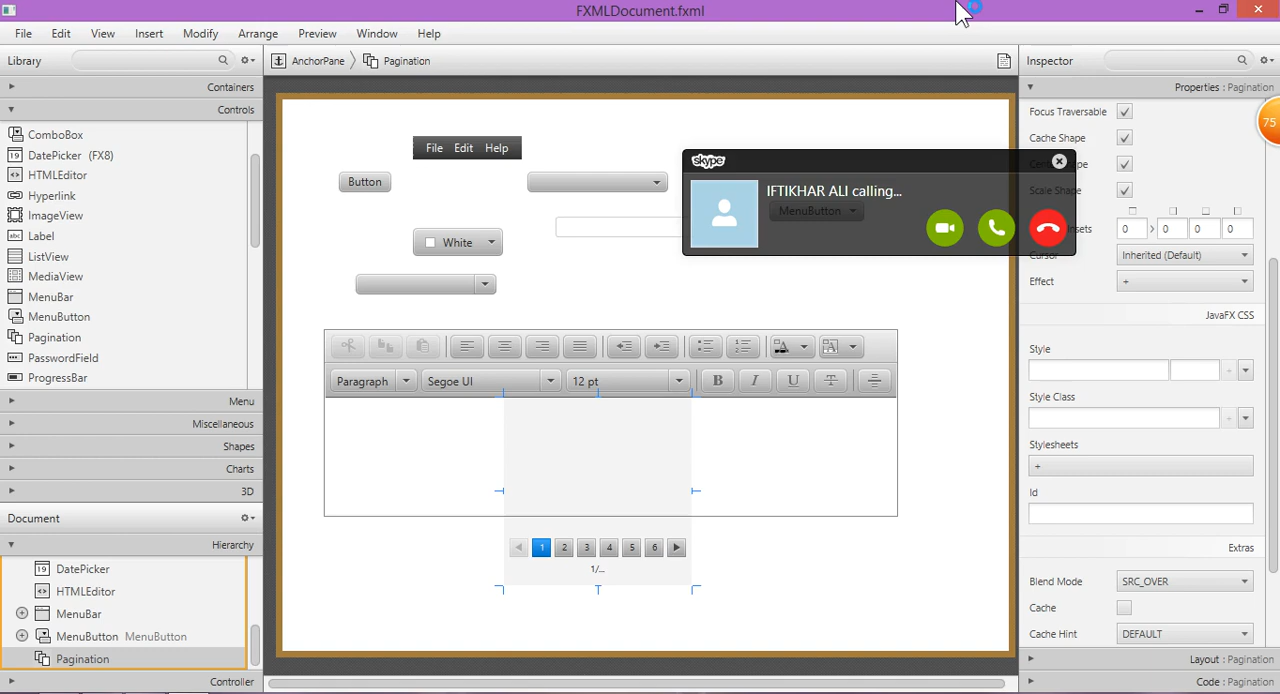 FXMLDocument.fxml
File Edit View Insert Modify Arrange Preview Window Help
Library
AnchorPane Pagination
Inspector
Containers
Controls
ComboBox
DatePicker (FX8)
HTMLEditor
Hyperlink
ImageView
Label
ListView
MediaView
MenuBar
MenuButton
Pagination
PasswordField
ProgressBar
Menu
Miscellaneous
Shapes
Charts
3D
Document
Hierarchy
DatePicker
HTMLEditor
MenuBar
MenuButton MenuButton
Pagination
Controller
File Edit Help
Button
White
skype
IFTIKHAR ALI calling...
MenuButton
Paragraph Segoe UI 12 pt B I U T
1 2 3 4 5 6
1/...
Properties : Pagination
Focus Traversable
Cache Shape
Scale Shape
75
0 0 0 0
Cursor Inherited (Default)
Effect +
JavaFX CSS
Style
+
Style Class
+
Stylesheets
+
Id
Extras
Blend Mode SRC_OVER
Cache
Cache Hint DEFAULT
Layout : Pagination
Code : Pagination